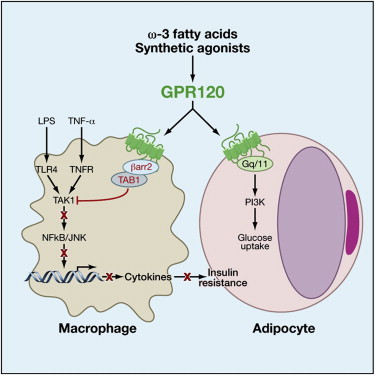 ω-3 fatty acids
Synthetic agonists
GPR120
LPS
TNF-α
TLR4
TNFR
βarr2
TAB1
TAK1
X
NFkB/JNK
X
X
Cytokines
X
Insulin
resistance
Gq/11
PI3K
Glucose
uptake
Macrophage
Adipocyte